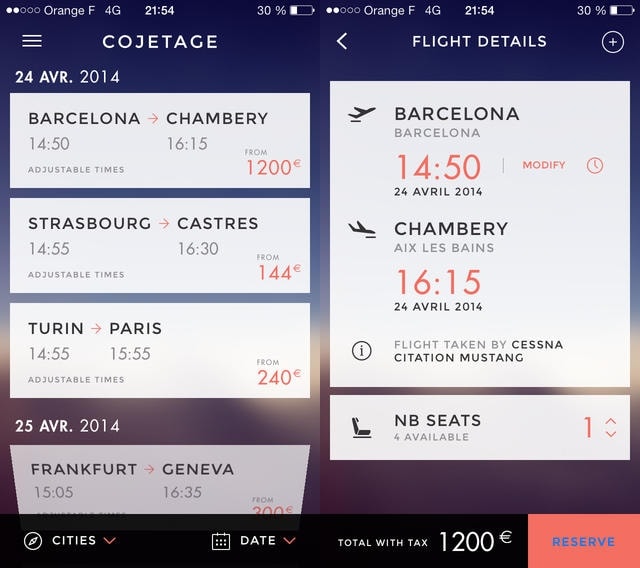 Orange F 4G 21:54 30 %
COJETAGE
24 AVR. 2014
BARCELONA → CHAMBERY
14:50 16:15
FROM
ADJUSTABLE TIMES 1200€
STRASBOURG → CASTRES
14:55 16:30
FROM
ADJUSTABLE TIMES 144€
TURIN → PARIS
14:55 15:55
FROM
ADJUSTABLE TIMES 240€
25 AVR. 2014
FRANKFURT → GENEVA
15:05 16:35
FROM
ADJUSTABLE TIMES 300€
CITIES DATE
Orange F 4G 21:54 30 %
FLIGHT DETAILS
BARCELONA
BARCELONA
14:50 | MODIFY
24 AVRIL 2014
CHAMBERY
AIX LES BAINS
16:15
24 AVRIL 2014
FLIGHT TAKEN BY CESSNA
CITATION MUSTANG
NB SEATS 1
4 AVAILABLE
TOTAL WITH TAX 1200€ RESERVE